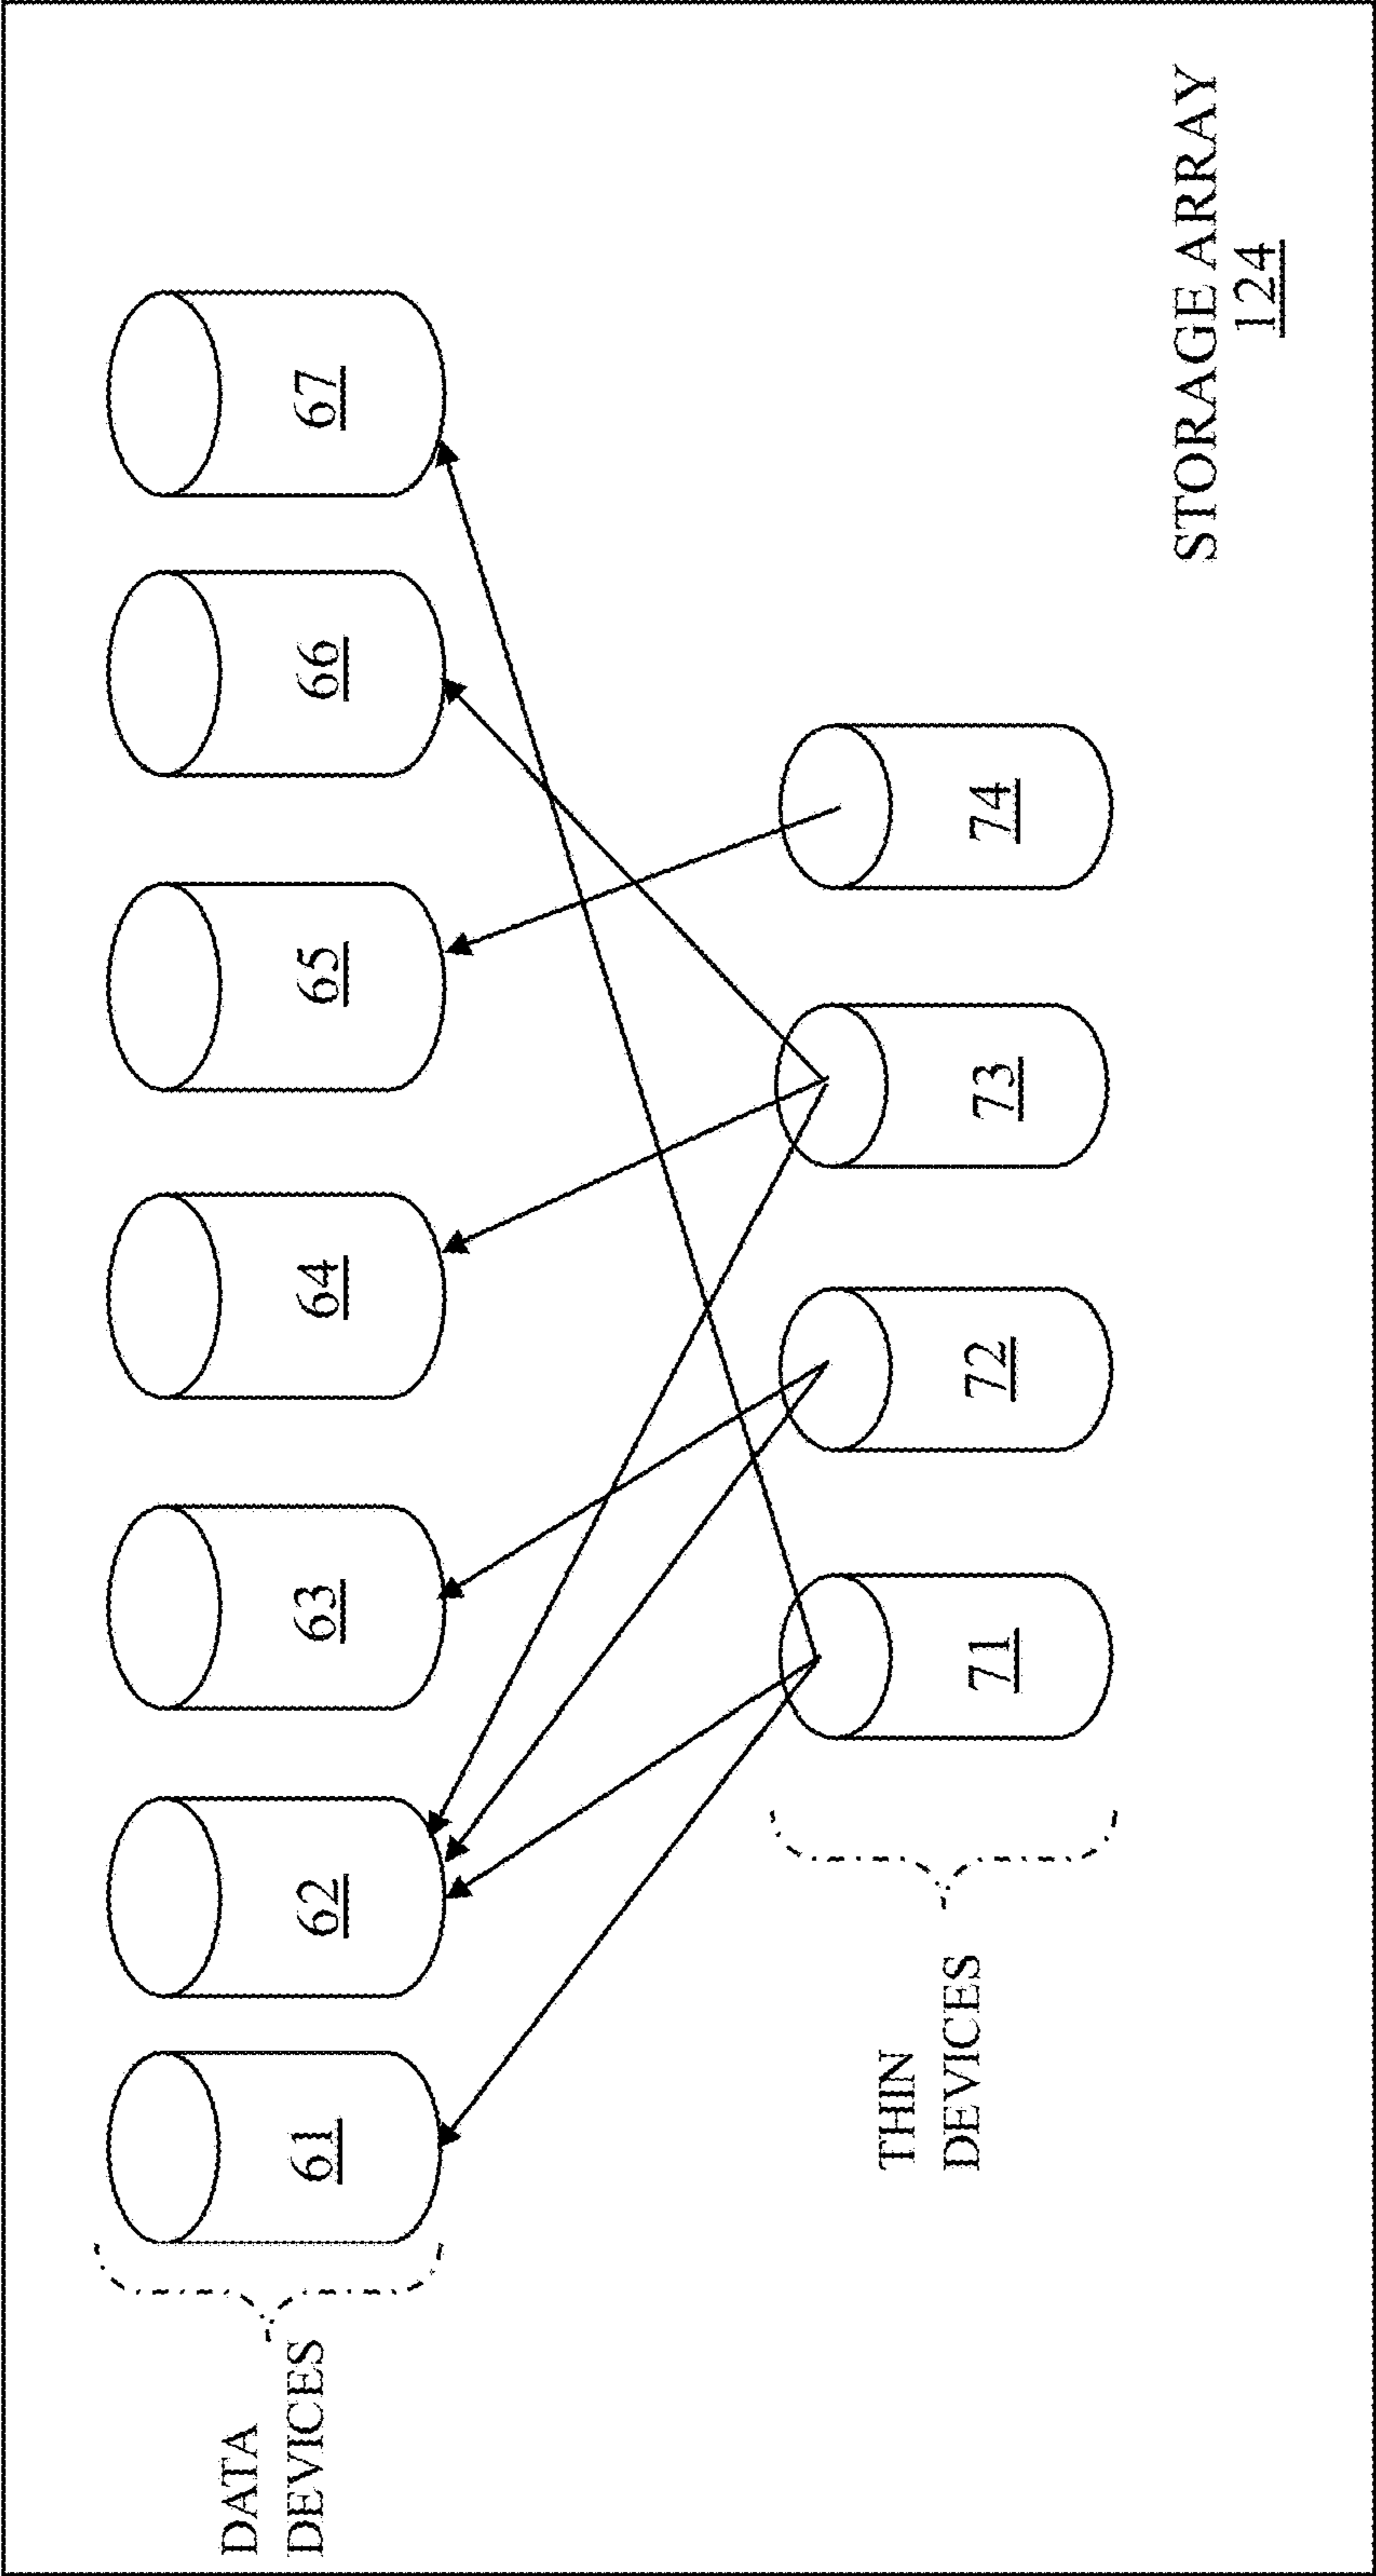 DATA
DEVICES
61
62
63
64
65
66
67
THIN
DEVICES
71
72
73
74
STORAGE ARRAY
124